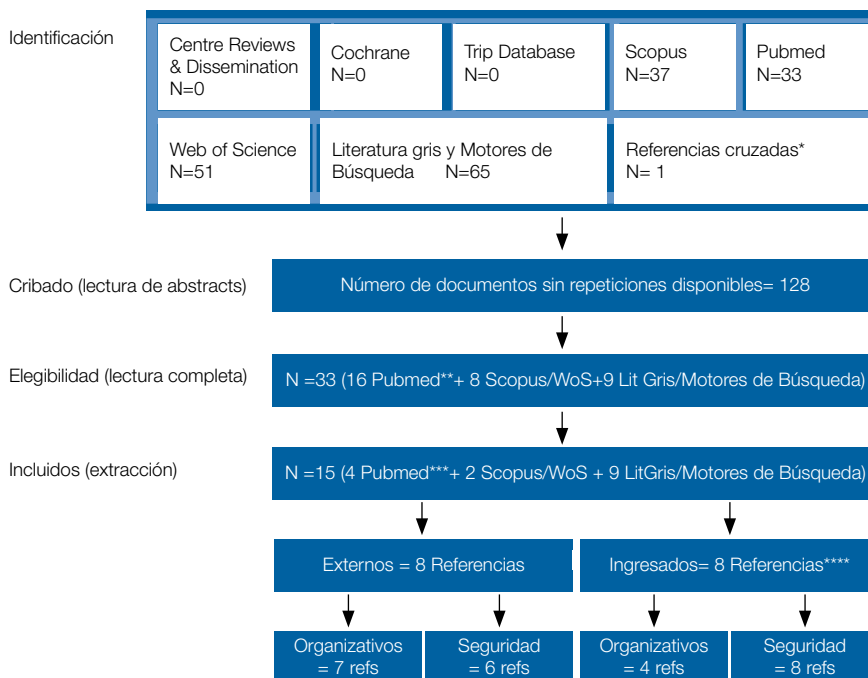 Identificación
Centre Reviews
& Dissemination
N=0
Cochrane
N=0
Trip Database
N=0
Scopus
N=37
Pubmed
N=33
Web of Science
N=51
Literatura gris y Motores de
Búsqueda N=65
Referencias cruzadas*
N= 1
Cribado (lectura de abstracts)
Número de documentos sin repeticiones disponibles= 128
Elegibilidad (lectura completa)
N =33 (16 Pubmed**+ 8 Scopus/WoS+9 Lit Gris/Motores de Búsqueda)
Incluidos (extracción)
N =15 (4 Pubmed***+ 2 Scopus/WoS + 9 LitGris/Motores de Búsqueda)
Externos = 8 Referencias
Ingresados= 8 Referencias****
Organizativos
= 7 refs
Seguridad
= 6 refs
Organizativos
= 4 refs
Seguridad
= 8 refs